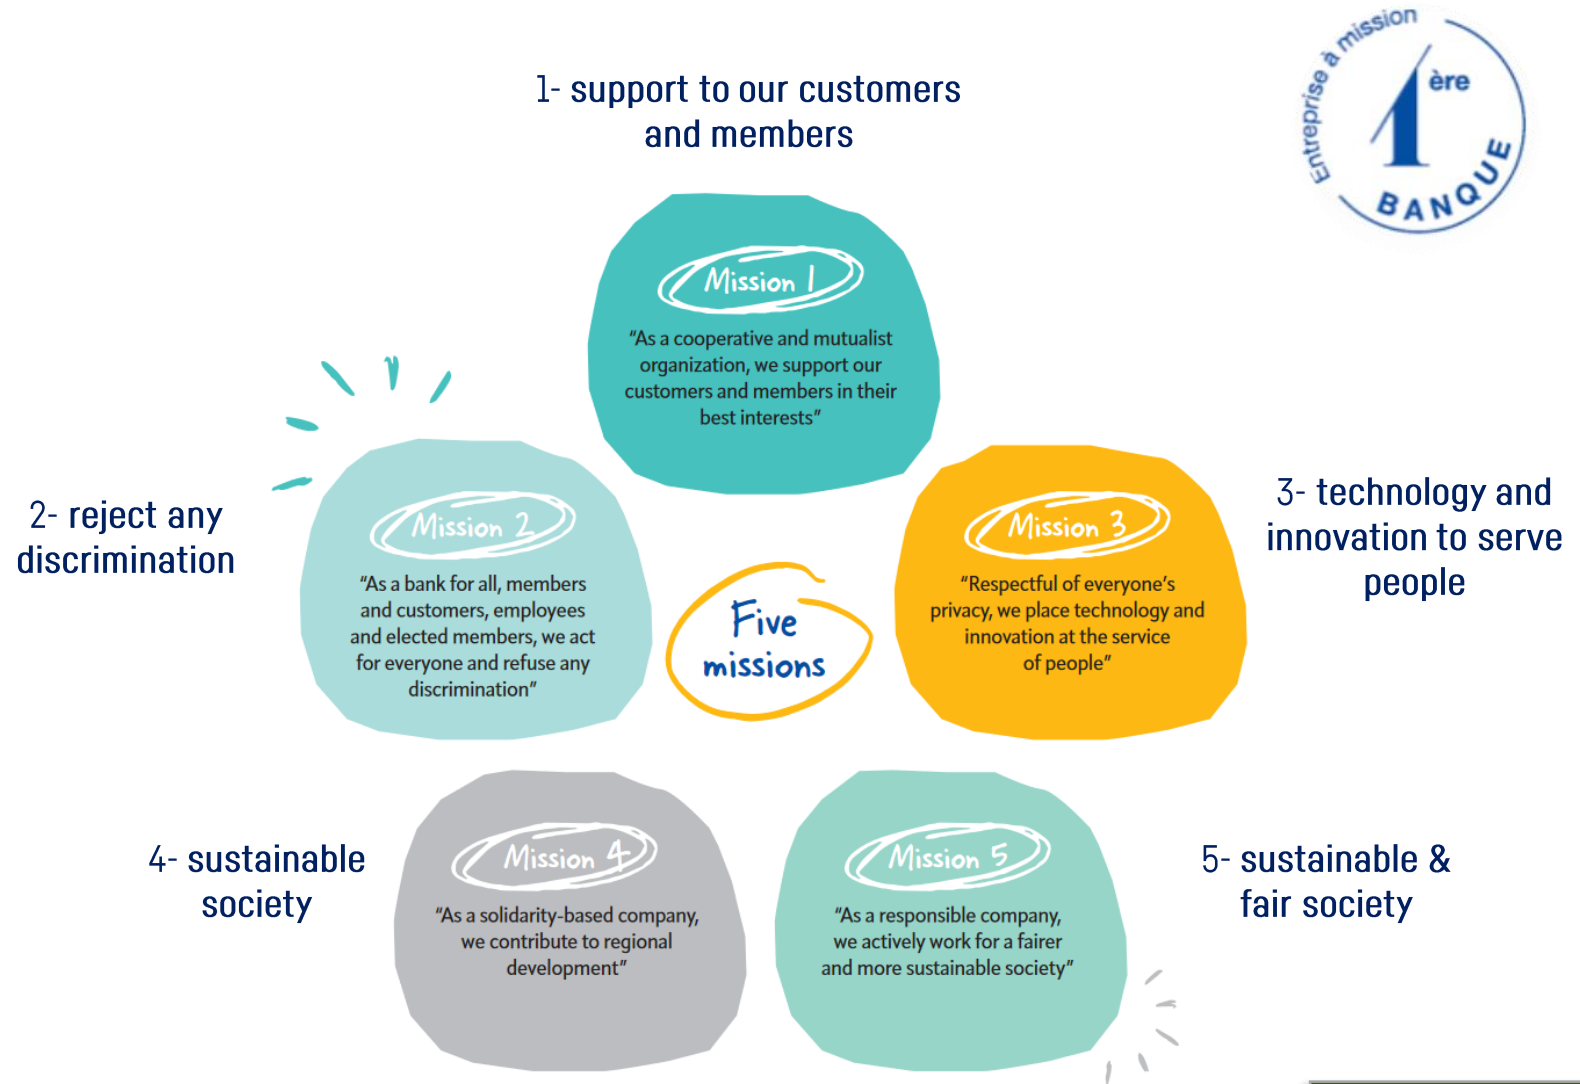 1- support to our customers
and members
Entreprise à mission
1ère
BANQUE
Mission 1
“As a cooperative and mutualist
organization, we support our
customers and members in their
best interests”
2- reject any
discrimination
Mission 2
“As a bank for all, members
and customers, employees
and elected members, we act
for everyone and refuse any
discrimination”
Five
missions
Mission 3
“Respectful of everyone’s
privacy, we place technology and
innovation at the service
of people”
3- technology and
innovation to serve
people
4- sustainable
society
Mission 4
“As a solidarity-based company,
we contribute to regional
development”
Mission 5
“As a responsible company,
we actively work for a fairer
and more sustainable society”
5- sustainable &
fair society